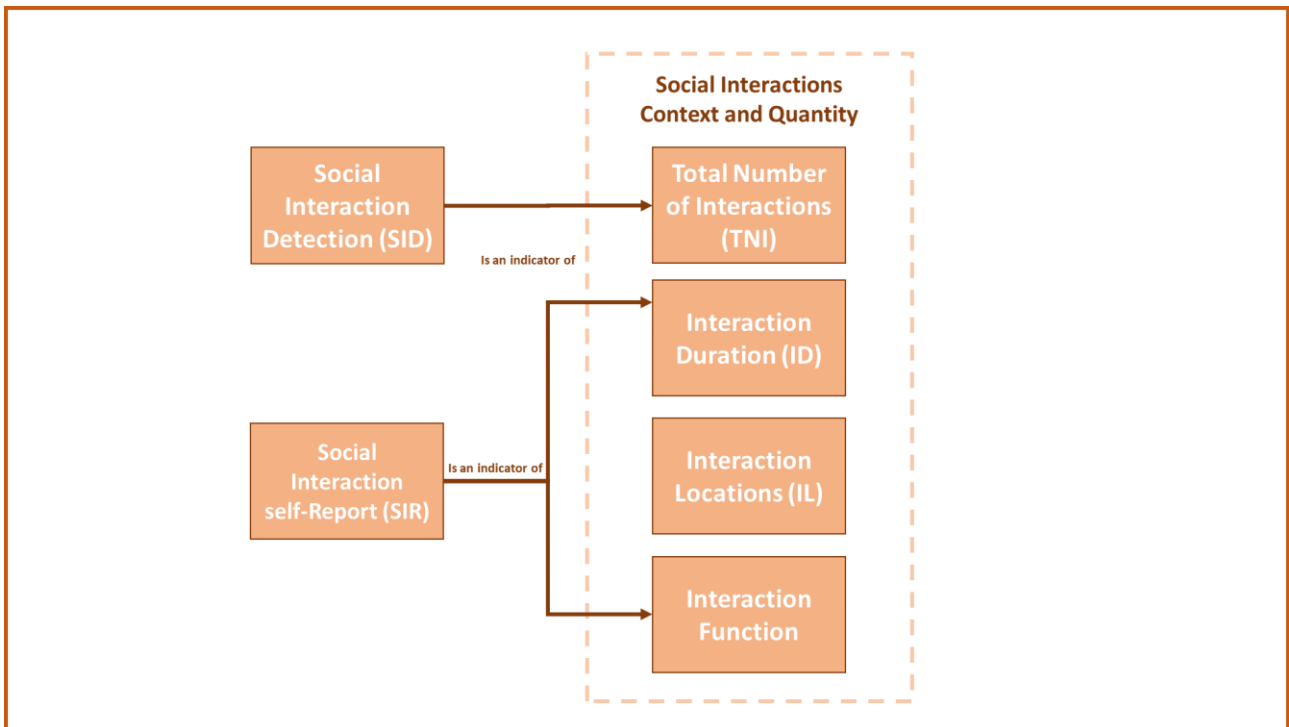 Social Interactions
Context and Quantity
Social
Interaction
Detection (SID)
Total Number
of Interactions
(TNI)
Is an indicator of
Interaction
Duration (ID)
Social
Interaction
self-Report (SIR)
Is an indicator of
Interaction
Locations (IL)
Interaction
Function